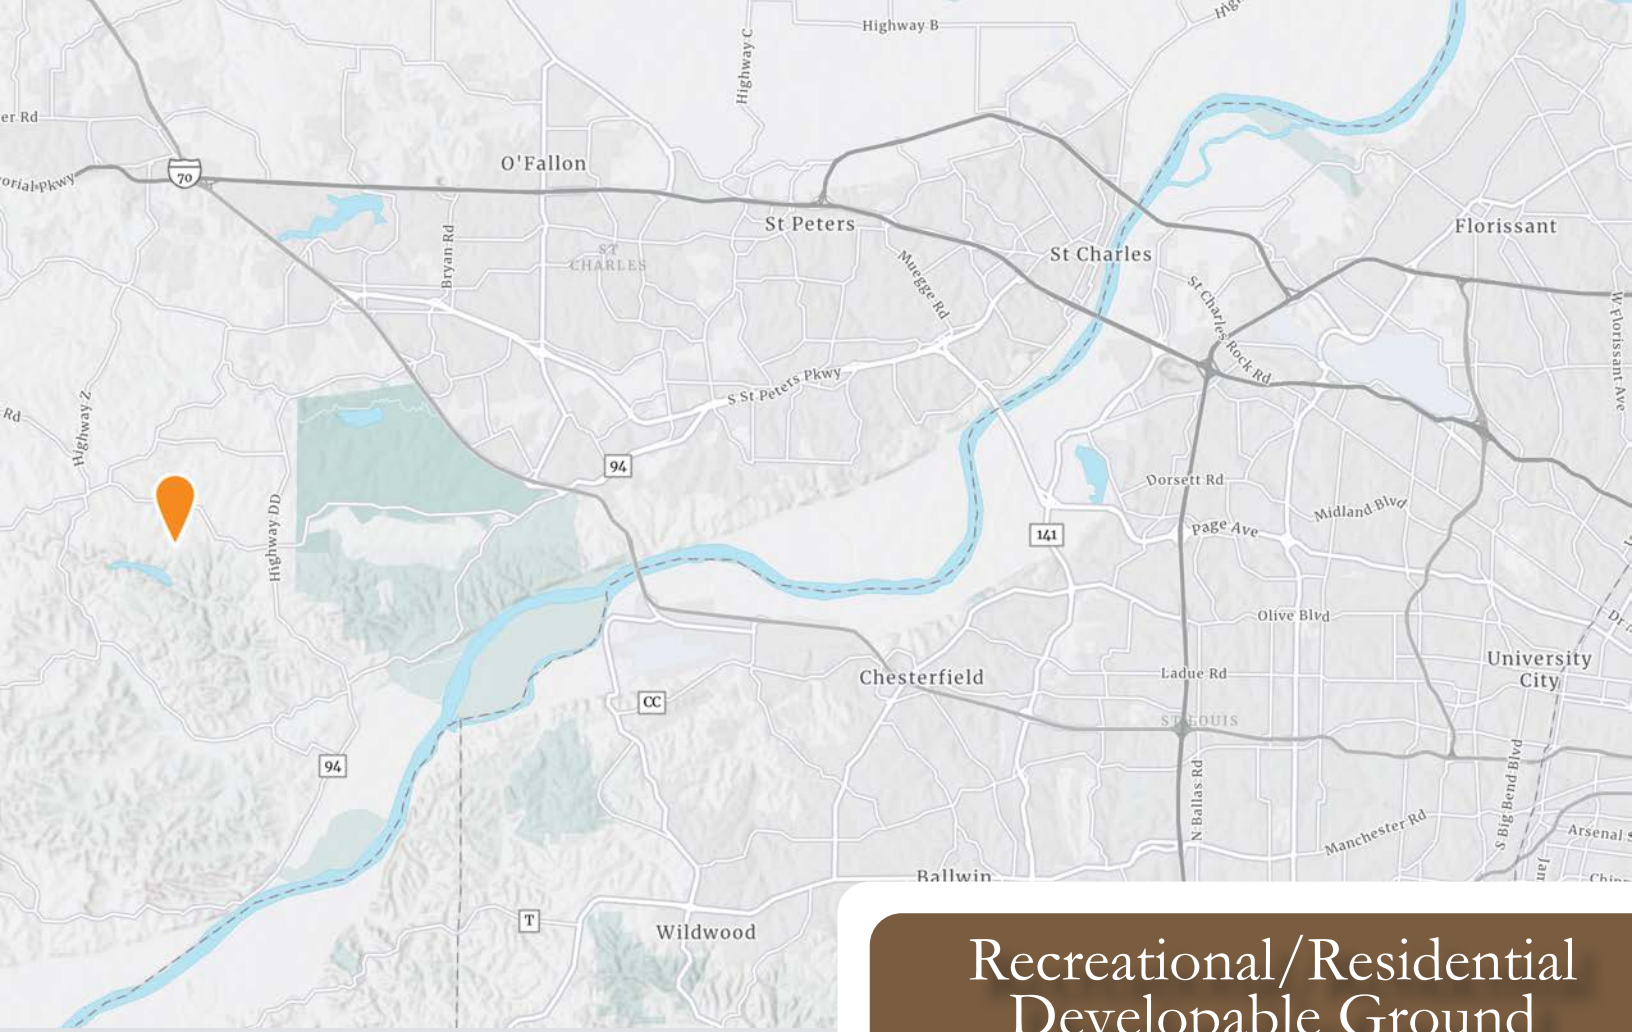 Highway B
Highway C
er Rd
O'Fallon
70
orial Pkwy
St Peters
Florissant
Bryan Rd
ST
CHARLES
St Charles
Muegge Rd
St Charles Rock Rd
W Florissant Ave
S St Peters Pkwy
Highway Z
Rd
94
Dorsett Rd
Highway DD
Midland Blvd
Page Ave
141
Olive Blvd
Dr
University
City
Chesterfield
Ladue Rd
CC
ST LOUIS
94
N Ballas Rd
S Big Bend Blvd
Manchester Rd
Arsenal S
Ballwin
T
Wildwood
Recreational/Residential
Developable Ground